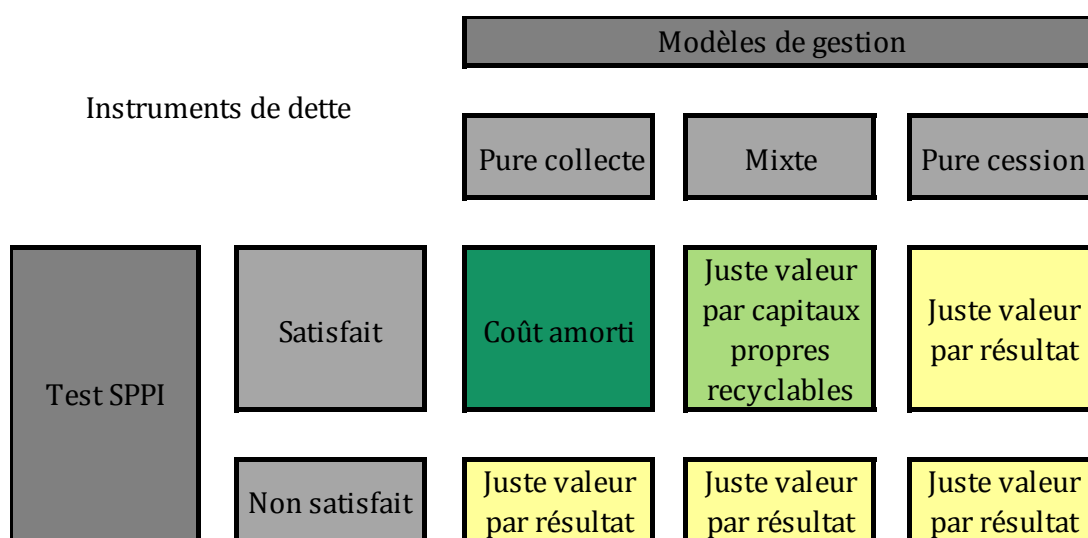 Modèles de gestion
Instruments de dette
Pure collecte
Mixte
Pure cession
Test SPPI
Satisfait
Coût amorti
Juste valeur
par capitaux
propres
recyclables
Juste valeur
par résultat
Non satisfait
Juste valeur
par résultat
Juste valeur
par résultat
Juste valeur
par résultat